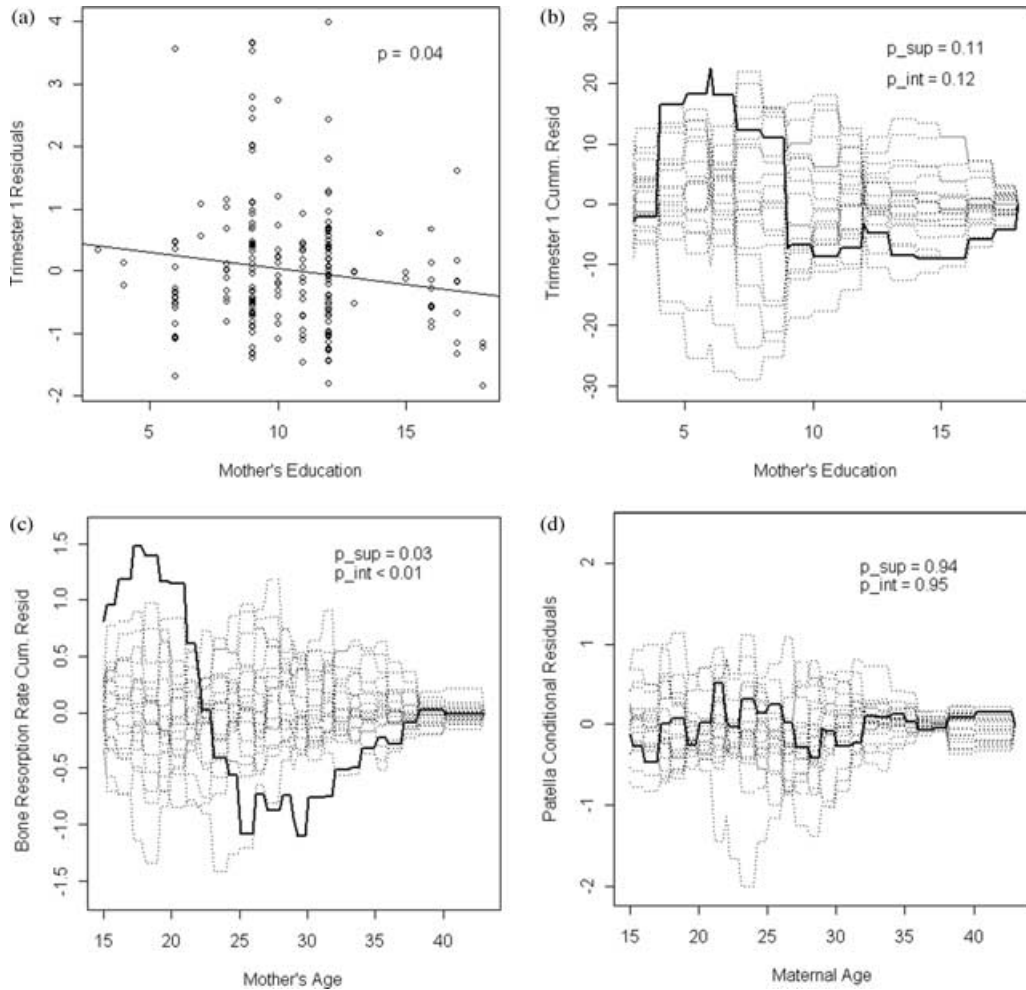 (a)
Trimester 1 Residuals
4
3
2
1
0
-1
-2
p = 0.04
5
10
15
Mother's Education
(b)
Trimester 1 Cumm. Resid
30
20
10
0
-10
-30
p_sup = 0.11
p_int = 0.12
5
10
15
Mother's Education
(c)
Bone Resorption Rate Cum. Resid
1.5
1.0
0.5
0.0
-0.5
-1.0
-1.5
p_sup = 0.03
p_int < 0.01
15
20
25
30
35
40
Mother's Age
(d)
Patella Conditional Residuals
2
1
0
-1
-2
p_sup = 0.94
p_int = 0.95
15
20
25
30
35
40
Maternal Age